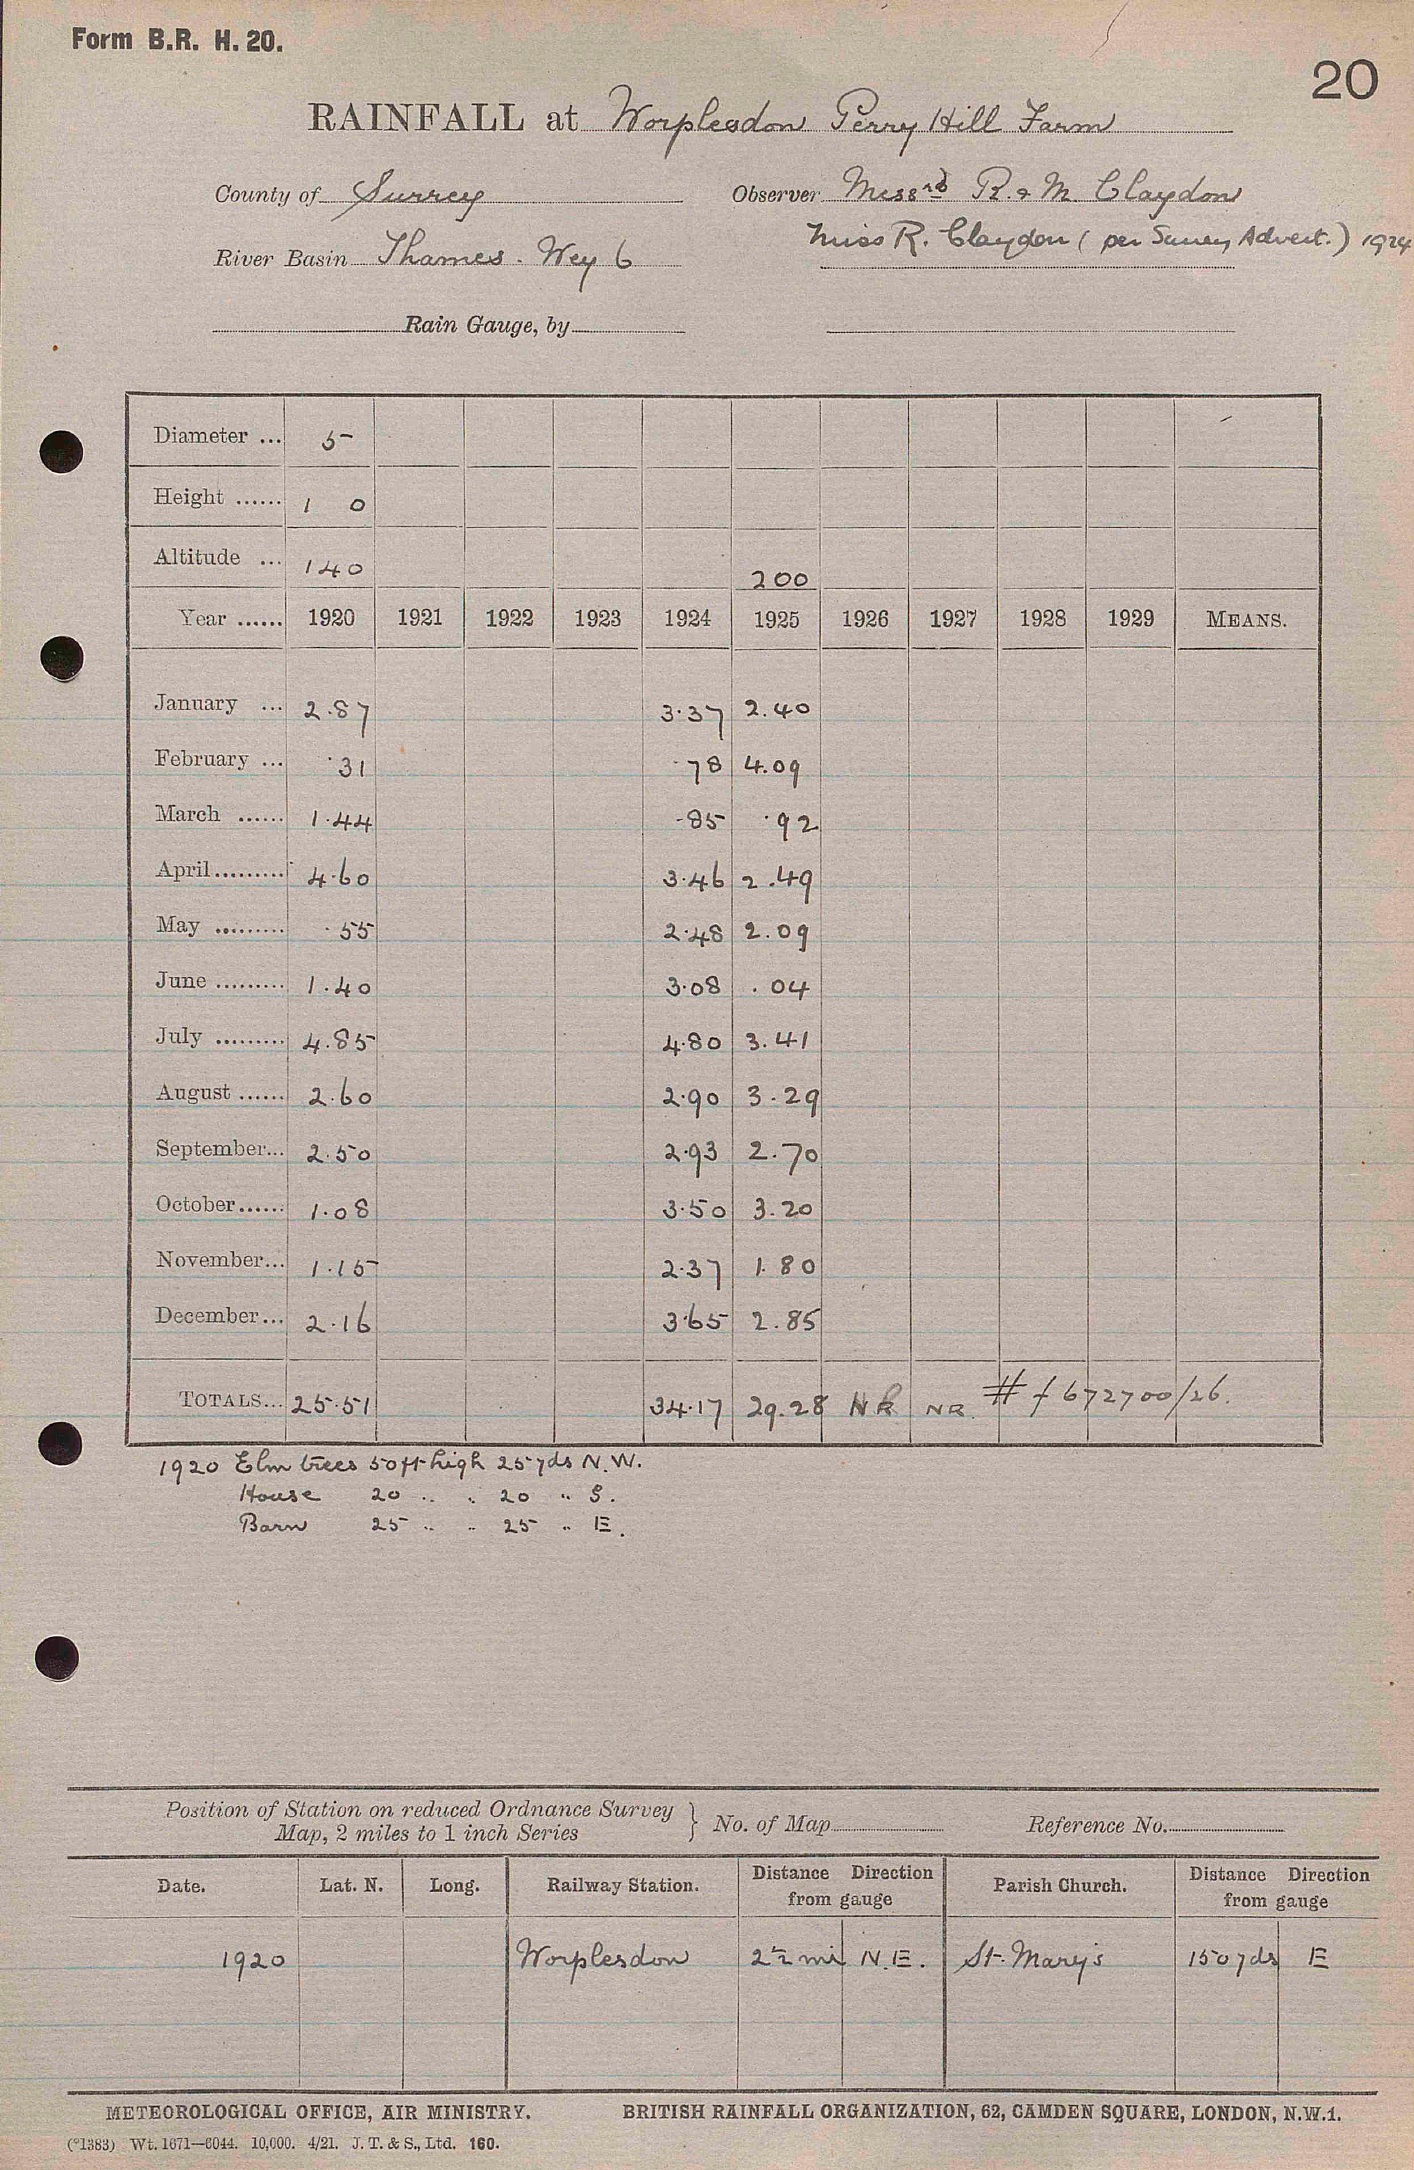 Form B.R. H. 20.
20
RAINFALL at Worplesdon Perry Hill Farm
County of Surrey
Observer Messrs R. & M. Claydon
Miss R. Claydon (per Surrey Advert.) 1924
River Basin Thames - Wey 6
Rain Gauge, by
Diameter ... 5
Height ...... 1 0
Altitude ... 140 200
Year ...... 1920 1921 1922 1923 1924 1925 1926 1927 1928 1929 MEANS.
January ... 2.87 3.37 2.40
February ... .31 .78 4.09
March ...... 1.44 .85 .92
April ......... 4.60 3.46 2.49
May ......... .55 2.48 2.09
June ......... 1.40 3.08 .04
July ......... 4.85 4.80 3.41
August ...... 2.60 2.90 3.29
September... 2.50 2.93 2.70
October...... 1.08 3.50 3.20
November... 1.15 2.37 1.80
December... 2.16 3.65 2.85
TOTALS... 25.51 34.17 29.28 NR NR # f 672700/26.
1920 Elm trees 50 ft high 25 yds N.W.
House 20 " " 20 " S.
Barn 25 " " 25 " E.
Position of Station on reduced Ordnance Survey
Map, 2 miles to 1 inch Series } No. of Map Reference No.
Date. Lat. N. Long. Railway Station. Distance Direction from gauge Parish Church. Distance Direction from gauge
1920 Worplesdon 2½ mi N.E. St. Mary's 150 yds E
METEOROLOGICAL OFFICE, AIR MINISTRY. BRITISH RAINFALL ORGANIZATION, 62, CAMDEN SQUARE, LONDON, N.W.1.
(*1383) Wt. 1671—6044. 10,000. 4/21. J. T. & S., Ltd. 160.